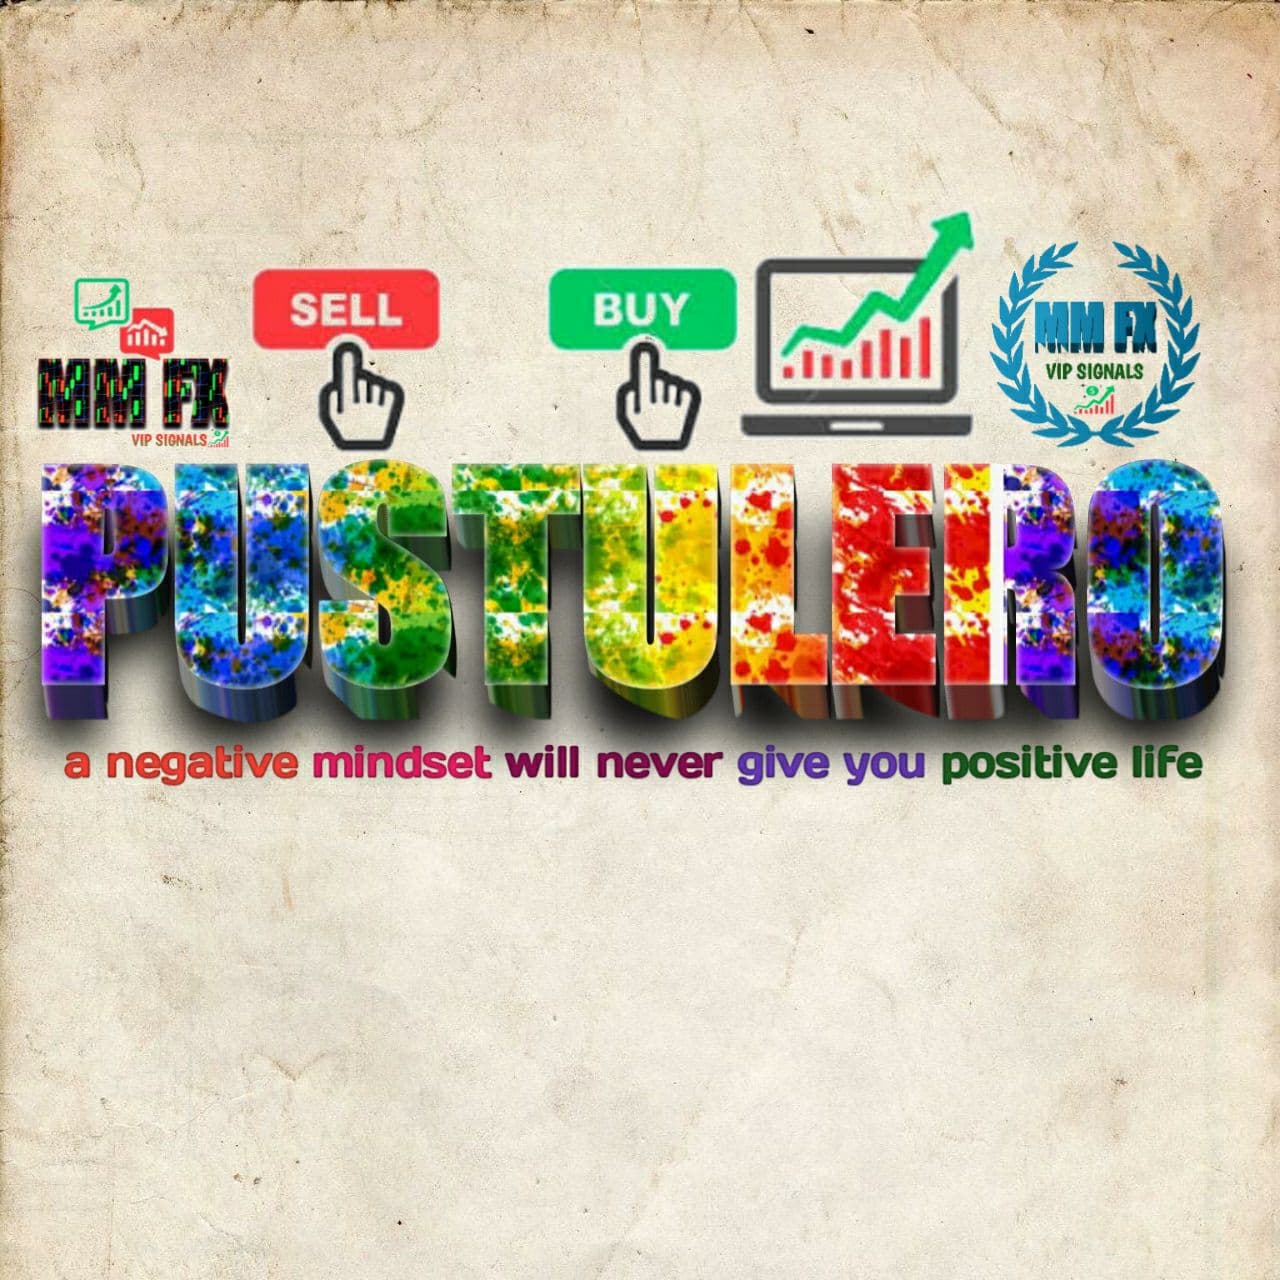 MM FX
VIP SIGNALS
SELL
BUY
MM FX
VIP SIGNALS
PUSTULERO
a negative mindset will never give you positive life